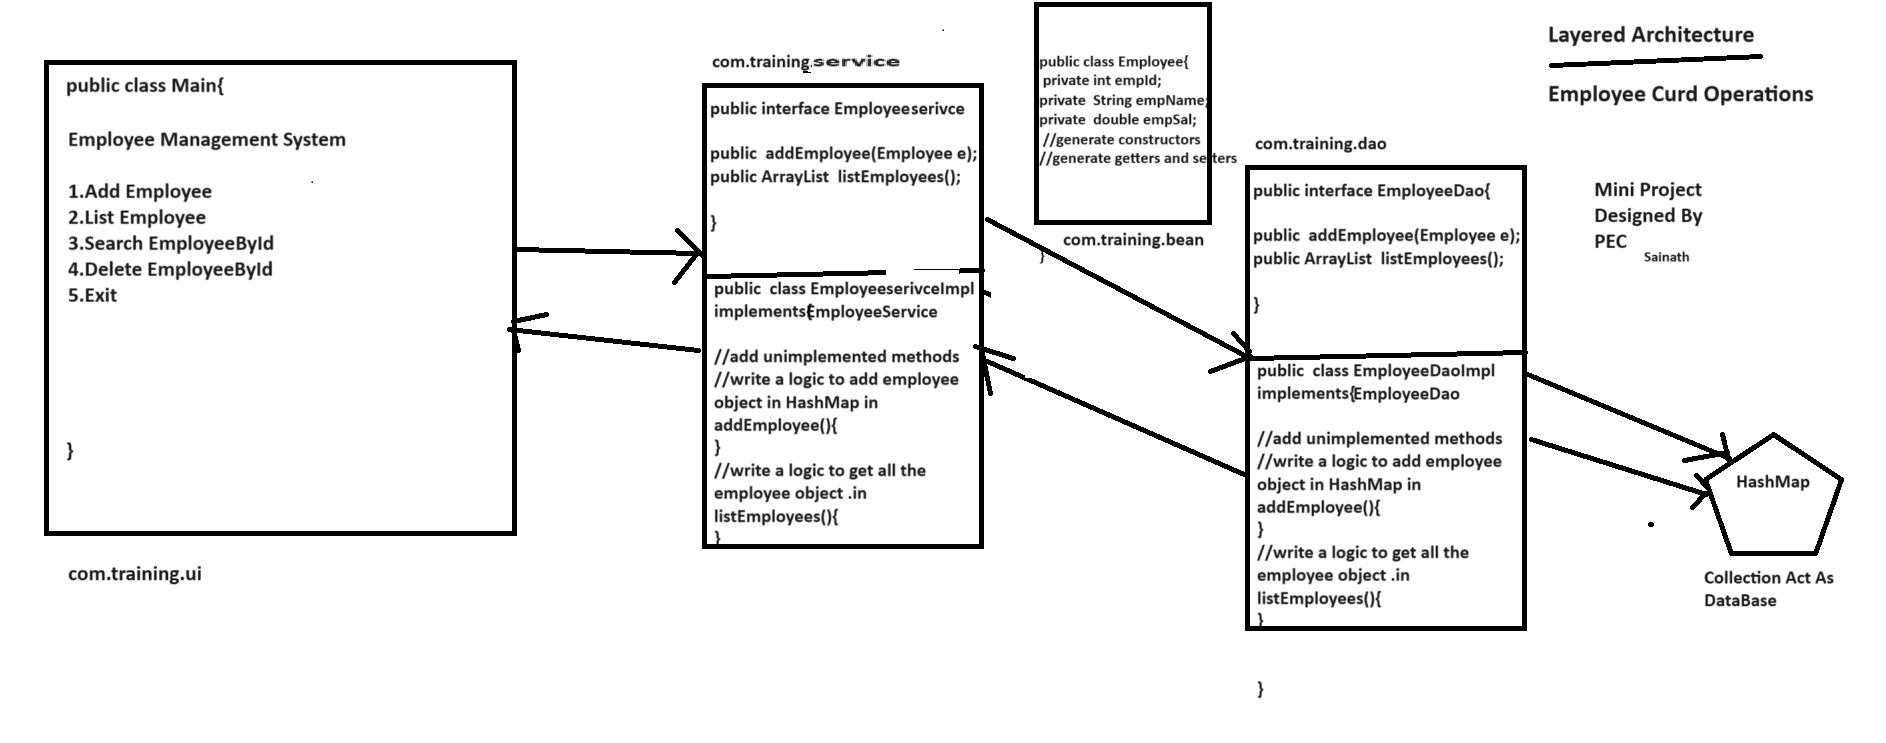 public class Main{
Employee Management System
1.Add Employee
2.List Employee
3.Search EmployeeById
4.Delete EmployeeById
5.Exit
}
com.training.ui
com.training.service
public interface Employeeserivce
public  addEmployee(Employee e);
public ArrayList  listEmployees();
}
public  class EmployeeserivceImpl
implements{EmployeeService
//add unimplemented methods
//write a logic to add employee
object in HashMap in
addEmployee(){
}
//write a logic to get all the
employee object .in
listEmployees(){
}
public class Employee{
private int empId;
private  String empName;
private  double empSal;
//generate constructors
//generate getters and setters
com.training.bean
}
com.training.dao
public interface EmployeeDao{
public  addEmployee(Employee e);
public ArrayList  listEmployees();
}
public  class EmployeeDaoImpl
implements{EmployeeDao
//add unimplemented methods
//write a logic to add employee
object in HashMap in
addEmployee(){
}
//write a logic to get all the
employee object .in
listEmployees(){
}
}
Layered Architecture
Employee Curd Operations
Mini Project
Designed By
PEC
Sainath
HashMap
Collection Act As
DataBase